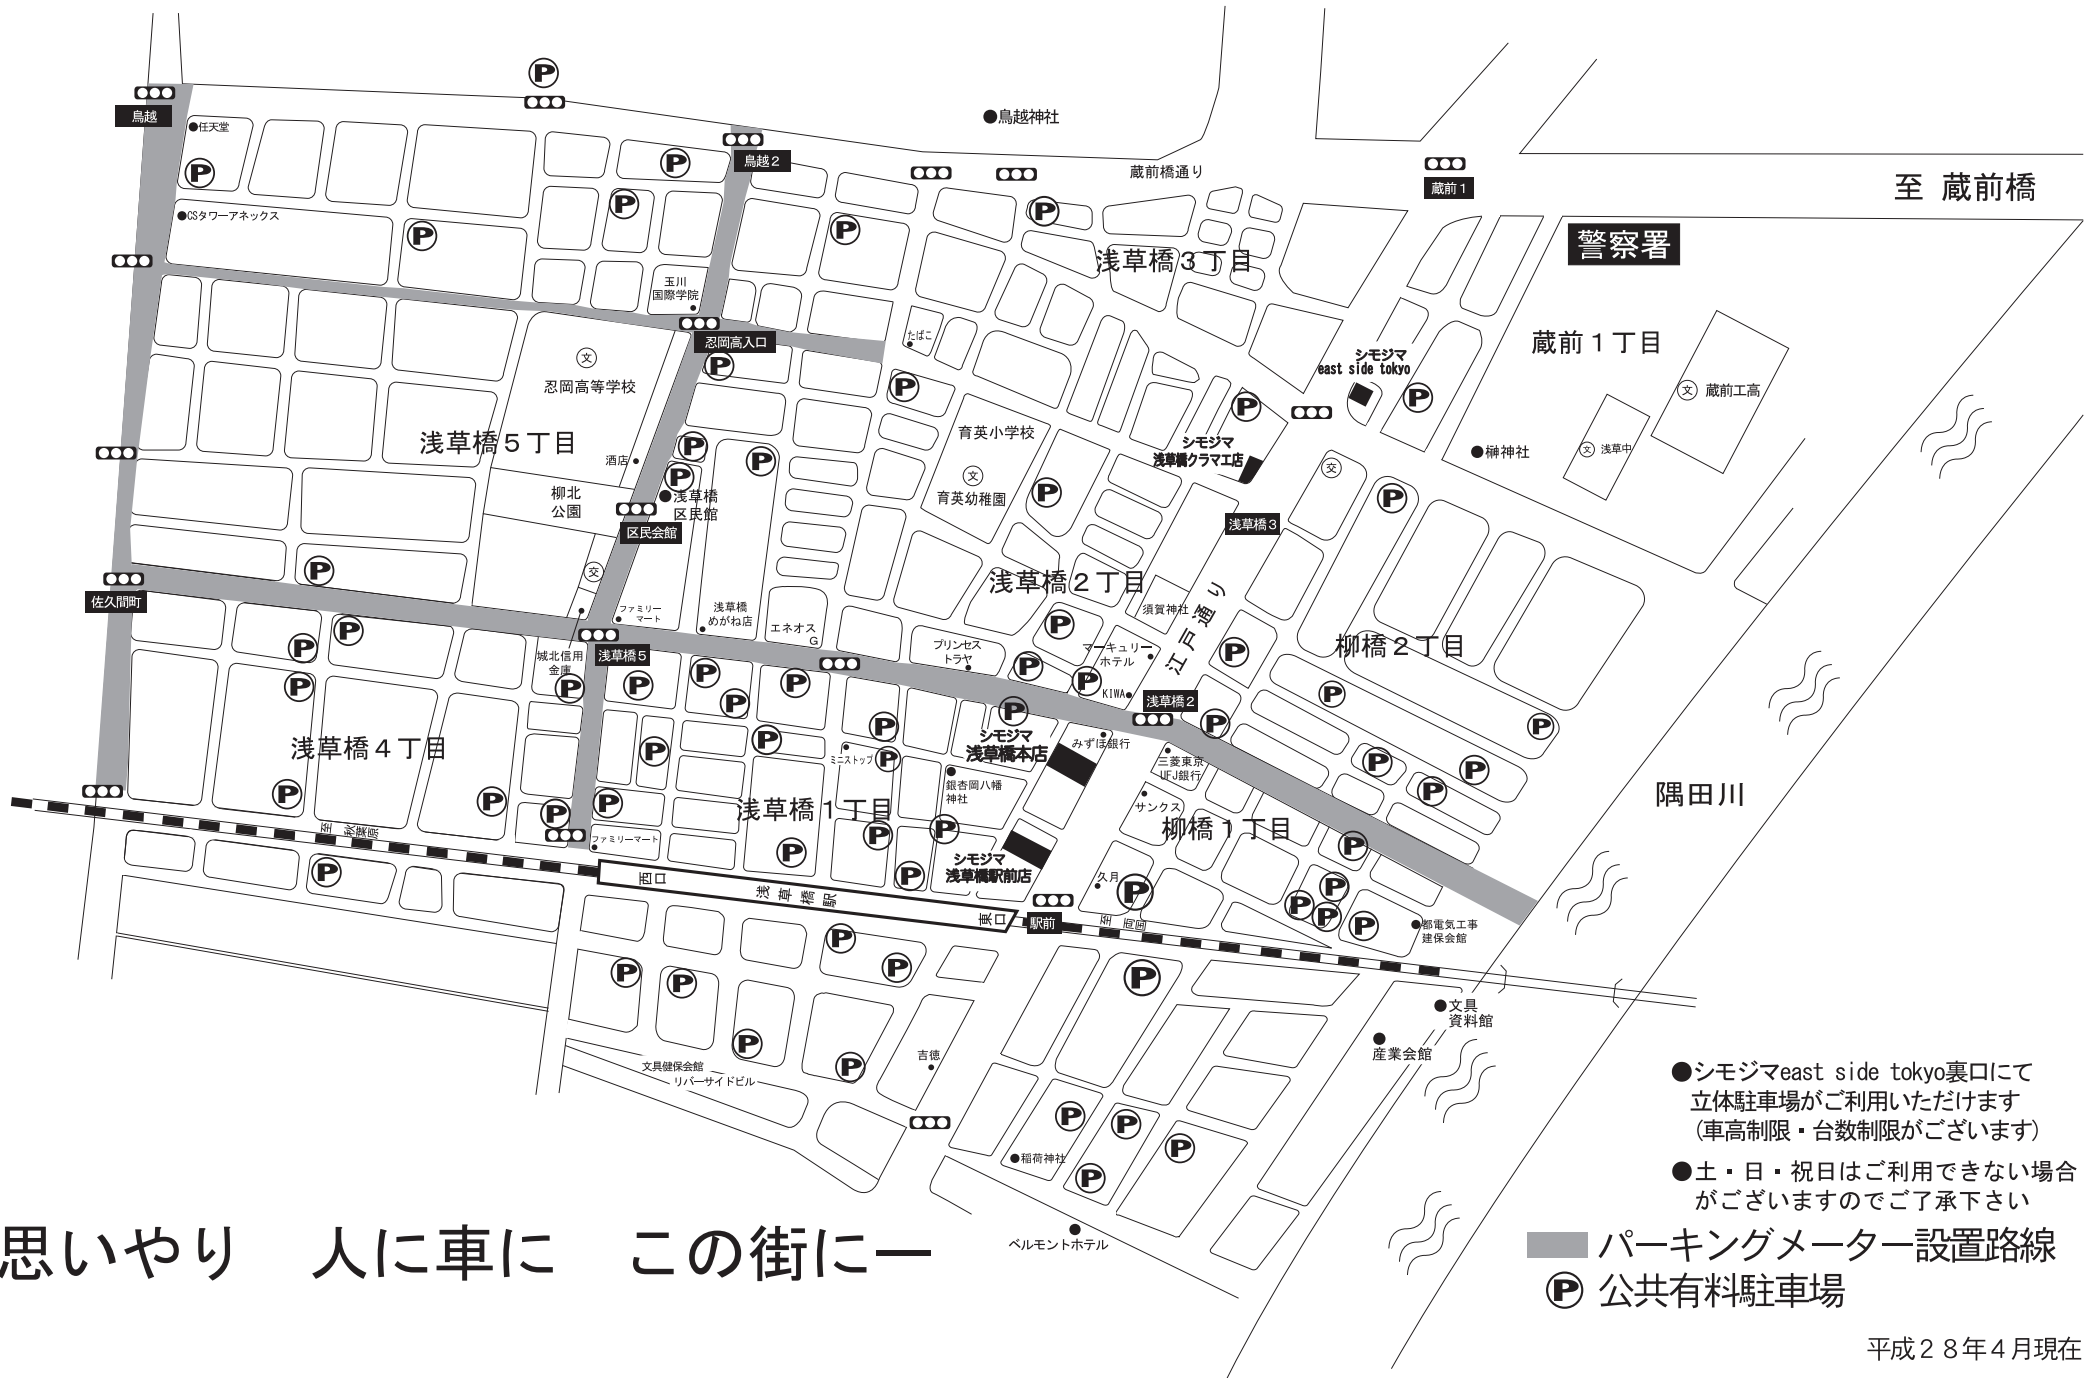 鳥越
任天堂
CSタワーアネックス
鳥越２
鳥越神社
蔵前橋通り
蔵前１
至 蔵前橋
警察署
浅草橋３丁目
玉川
国際学院
忍岡高入口
たばこ
文
忍岡高等学校
シモジマ
east side tokyo
蔵前１丁目
文
蔵前工高
文
浅草中
浅草橋５丁目
酒店
柳北
公園
浅草橋
区民館
区民会館
育英小学校
文
育英幼稚園
シモジマ
浅草橋クラマエ店
交
榊神社
浅草橋３
佐久間町
交
ファミリー
マート
浅草橋
めがね店
エネオス
G
浅草橋２丁目
須賀神社
江戸通り
柳橋２丁目
城北信用
金庫
浅草橋５
プリンセス
トラヤ
マーキュリー
ホテル
KIWA
浅草橋２
浅草橋４丁目
ミニストップ
シモジマ
浅草橋本店
みずほ銀行
三菱東京
UFJ銀行
銀杏岡八幡
神社
サンクス
浅草橋１丁目
柳橋１丁目
隅田川
至 秋葉原
ファミリーマート
シモジマ
浅草橋駅前店
西口
浅草橋駅
東口
久月
駅前
至 両国
都電気工事
建保会館
文具
資料館
産業会館
文具健保会館
リバーサイドビル
吉徳
稲荷神社
ベルモントホテル
●シモジマeast side tokyo裏口にて
立体駐車場がご利用いただけます
（車高制限・台数制限がございます）
●土・日・祝日はご利用できない場合
がございますのでご了承下さい
思いやり　人に車に　この街に―
パーキングメーター設置路線
Ｐ 公共有料駐車場
平成２８年４月現在